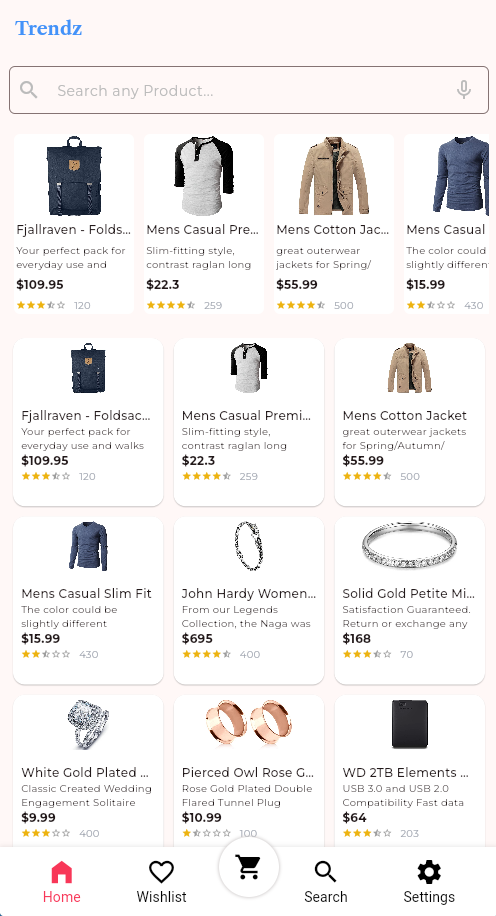 Trendz
Search any Product...
Fjallraven - Folds...
Your perfect pack for
everyday use and
$109.95
120
Mens Casual Pre...
Slim-fitting style,
contrast raglan long
$22.3
259
Mens Cotton Jac...
great outerwear
jackets for Spring/
$55.99
500
Mens Casual
The color could
slightly different
$15.99
430
Fjallraven - Foldsac...
Your perfect pack for
everyday use and walks
$109.95
120
Mens Casual Premi...
Slim-fitting style,
contrast raglan long
$22.3
259
Mens Cotton Jacket
great outerwear jackets
for Spring/Autumn/
$55.99
500
Mens Casual Slim Fit
The color could be
slightly different
$15.99
430
John Hardy Women...
From our Legends
Collection, the Naga was
$695
400
Solid Gold Petite Mi...
Satisfaction Guaranteed.
Return or exchange any
$168
70
White Gold Plated ...
Classic Created Wedding
Engagement Solitaire
$9.99
400
Pierced Owl Rose G...
Rose Gold Plated Double
Flared Tunnel Plug
$10.99
100
WD 2TB Elements ...
USB 3.0 and USB 2.0
Compatibility Fast data
$64
203
Home
Wishlist
Search
Settings